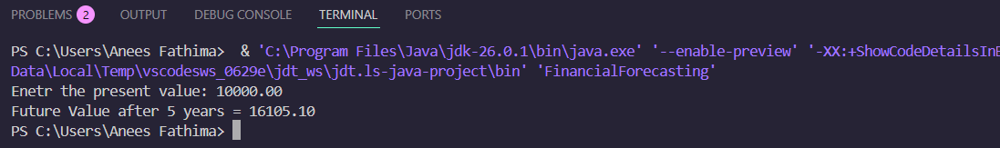 PROBLEMS 2 OUTPUT DEBUG CONSOLE TERMINAL PORTS
PS C:\Users\Anees Fathima>  & 'C:\Program Files\Java\jdk-26.0.1\bin\java.exe' '--enable-preview' '-XX:+ShowCodeDetailsInE
Data\Local\Temp\vscodesws_0629e\jdt_ws\jdt.ls-java-project\bin' 'FinancialForecasting'
Enetr the present value: 10000.00
Future Value after 5 years = 16105.10
PS C:\Users\Anees Fathima>